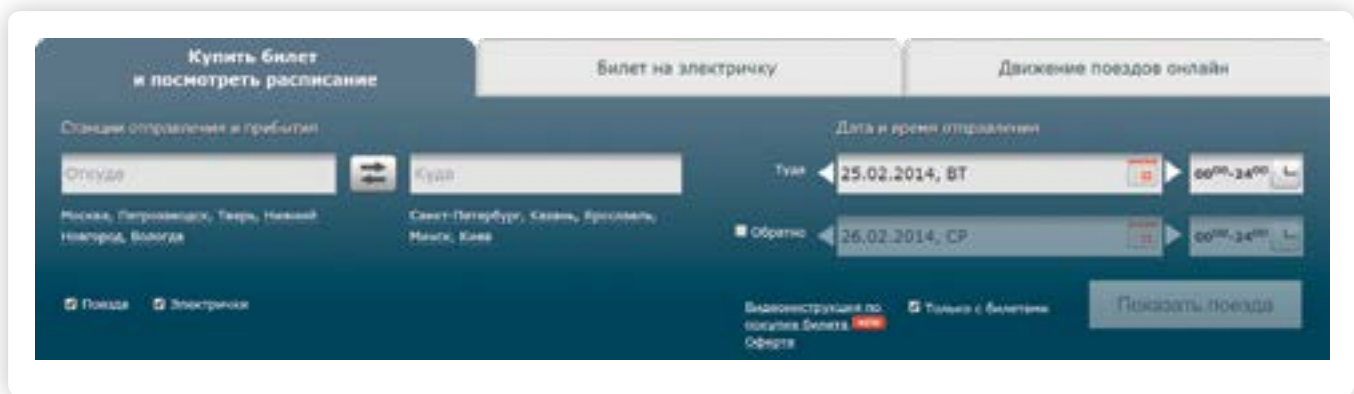 Купить билет
и посмотреть расписание
Билет на электричку
Движение поездов онлайн
Станции отправления и прибытия
Дата и время отправления
Откуда
Куда
Туда
25.02.2014, ВТ
00⁰⁰-24⁰⁰
Москва, Петрозаводск, Тверь, Нижний
Новгород, Вологда
Санкт-Петербург, Казань, Ярославль,
Минск, Киев
Обратно
26.02.2014, СР
00⁰⁰-24⁰⁰
Поезда
Электрички
Видеоинструкция по
покупке билета NEW
Оферта
Только с билетами
Показать поезда